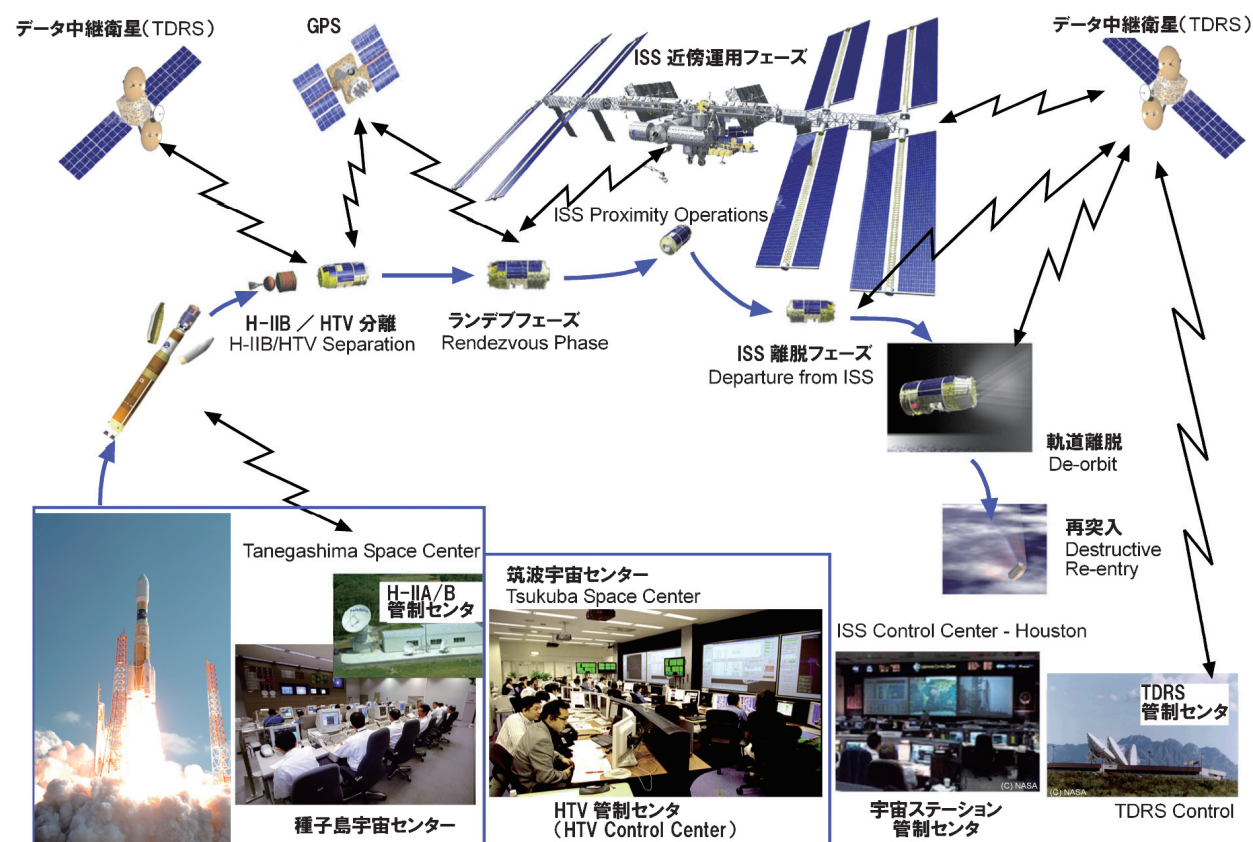 データ中継衛星(TDRS)
GPS
ISS 近傍運用フェーズ
データ中継衛星(TDRS)
ISS Proximity Operations
H-IIB / HTV 分離
H-IIB/HTV Separation
ランデブフェーズ
Rendezvous Phase
ISS 離脱フェーズ
Departure from ISS
軌道離脱
De-orbit
再突入
Destructive
Re-entry
Tanegashima Space Center
H-IIA/B
管制センタ
種子島宇宙センター
筑波宇宙センター
Tsukuba Space Center
HTV 管制センタ
(HTV Control Center)
ISS Control Center - Houston
(C) NASA
宇宙ステーション
管制センタ
TDRS
管制センタ
(C) NASA
TDRS Control